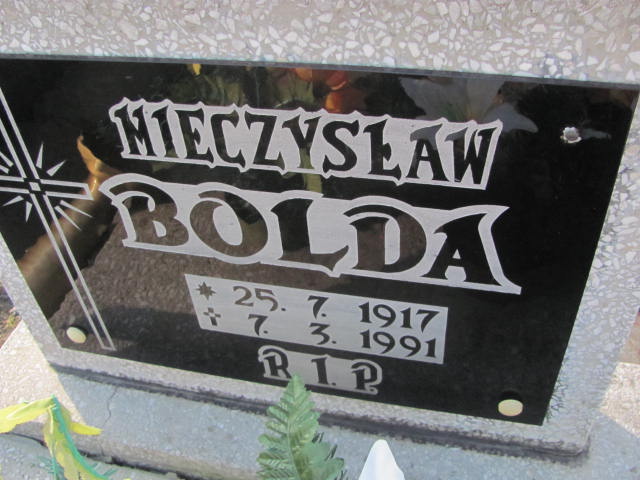 MIECZYSŁAW
BOLDA
* 25. 7. 1917
† 7. 3. 1991
R.I.P.